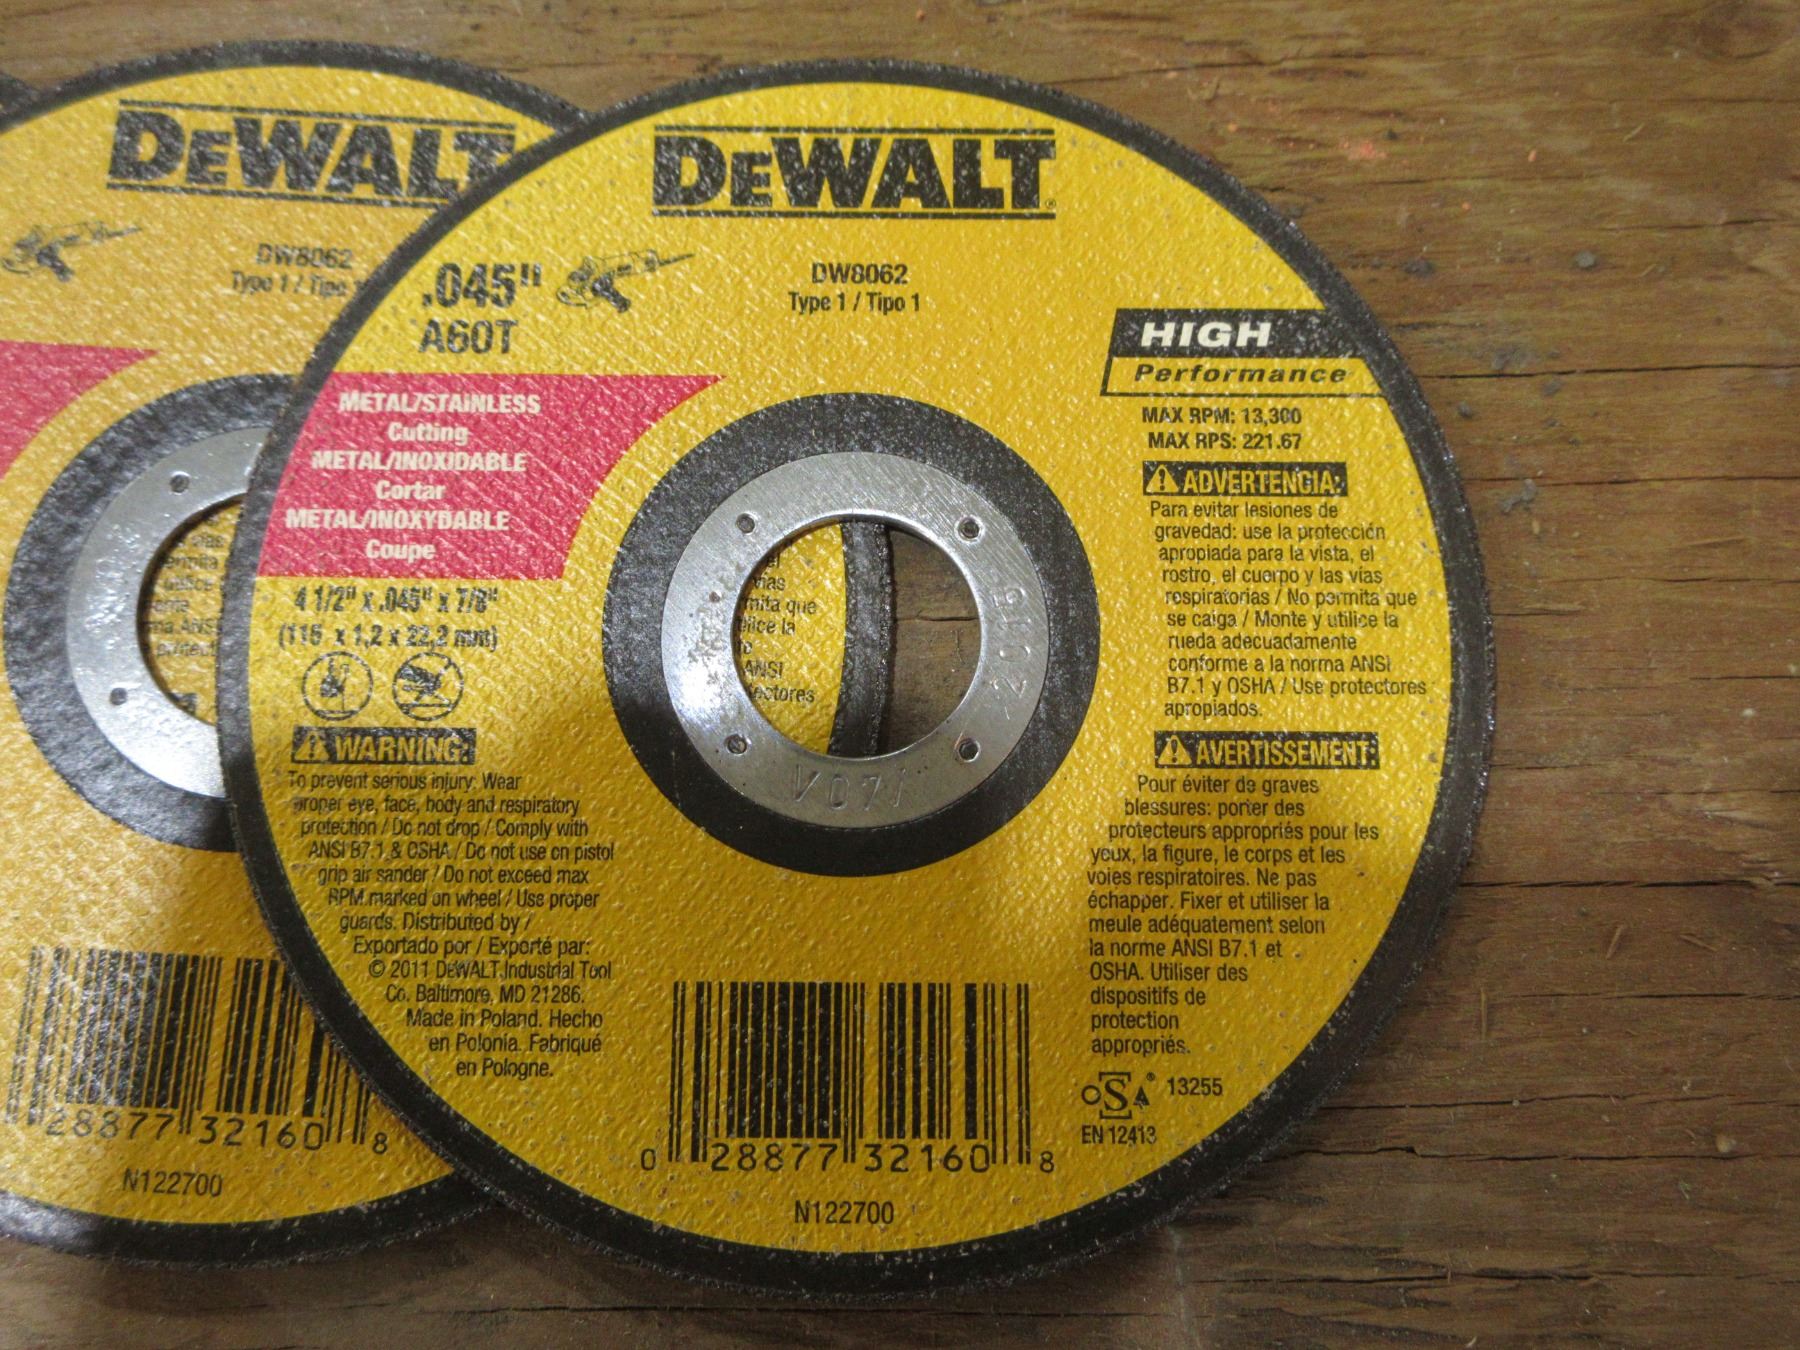 DEWALT
DW8062
Type 1 / Tipo 1
28877 32160 8
N122700
DEWALT®
.045"
A60T
DW8062
Type 1 / Tipo 1
HIGH
Performance
MAX RPM: 13,300
MAX RPS: 221.67
METAL/STAINLESS
Cutting
METAL/INOXIDABLE
Cortar
METAL/INOXYDABLE
Coupe
4 1/2" x .045" x 7/8"
(115 x 1,2 x 22,2 mm)
WARNING:
To prevent serious injury: Wear
proper eye, face, body and respiratory
protection / Do not drop / Comply with
ANSI B7.1 & OSHA / Do not use on pistol
grip air sander / Do not exceed max
RPM marked on wheel / Use proper
guards. Distributed by /
Exportado por / Exporté par:
© 2011 DEWALT Industrial Tool
Co. Baltimore, MD 21286.
Made in Poland. Hecho
en Polonia. Fabriqué
en Pologne.
ADVERTENCIA:
Para evitar lesiones de
gravedad: use la protección
apropiada para la vista, el
rostro, el cuerpo y las vías
respiratorias / No permita que
se caiga / Monte y utilice la
rueda adecuadamente
conforme a la norma ANSI
B7.1 y OSHA / Use protectores
apropiados.
AVERTISSEMENT:
Pour éviter de graves
blessures: porter des
protecteurs appropriés pour les
yeux, la figure, le corps et les
voies respiratoires. Ne pas
échapper. Fixer et utiliser la
meule adéquatement selon
la norme ANSI B7.1 et
OSHA. Utiliser des
dispositifs de
protection
appropriés.
oSA® 13255
EN 12413
V07/
2015
mita que
ANSI
0 28877 32160 8
N122700